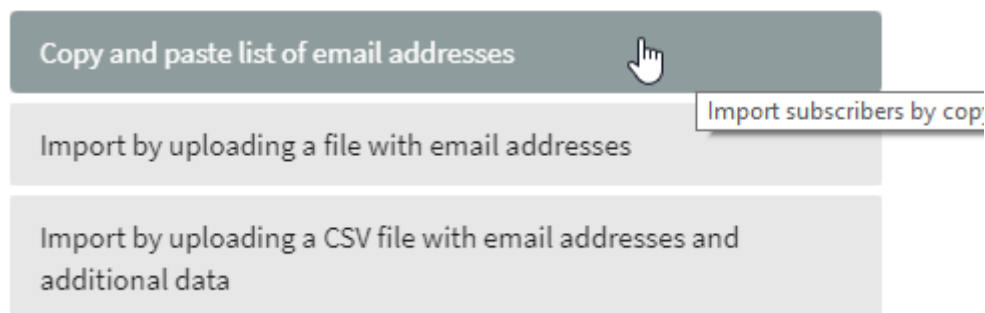 Copy and paste list of email addresses
Import subscribers by
Import by uploading a file with email addresses
Import by uploading a CSV file with email addresses and
additional data